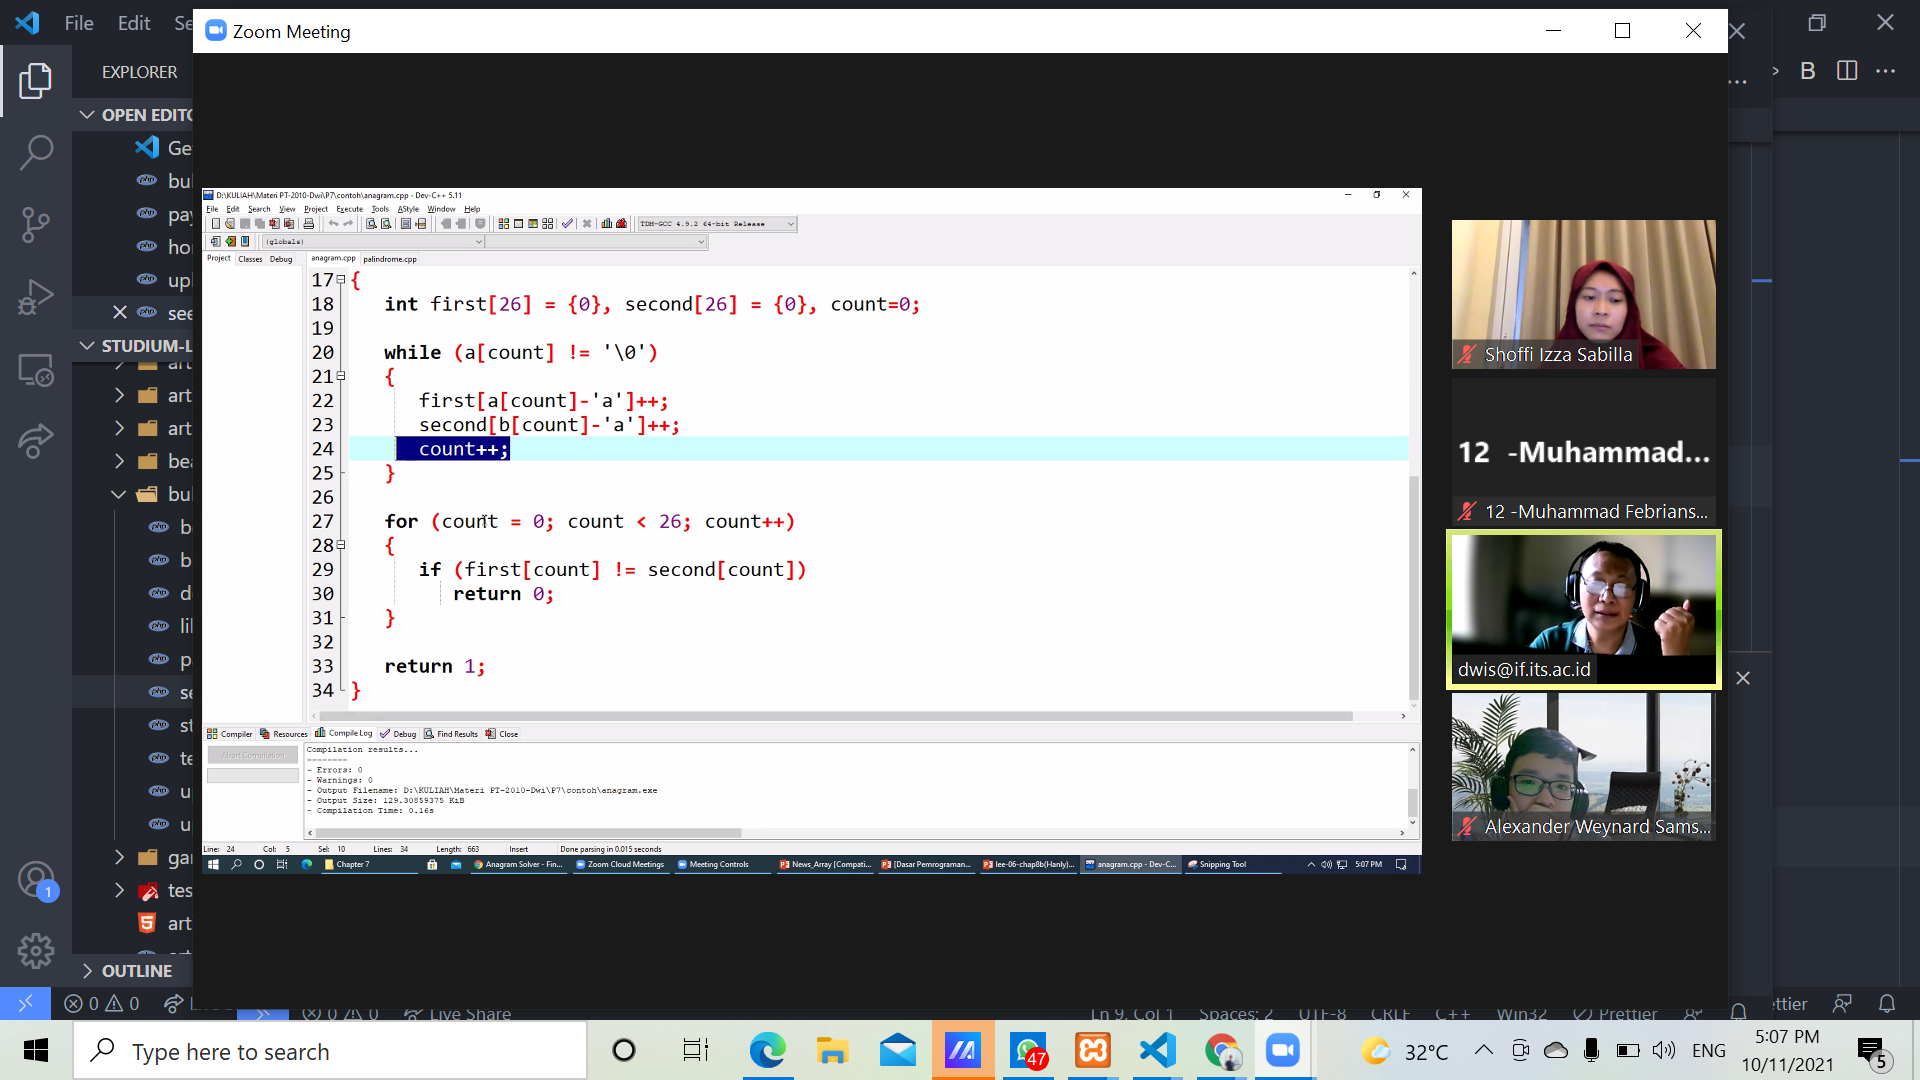 File Edit Se
Zoom Meeting
EXPLORER
OPEN EDITO
Ge
bu
pay
ho
upl
see
STUDIUM-L
art
art
bea
bu
b
b
d
li
p
se
st
te
u
u
ga
tes
art
OUTLINE
B
D:\KULIAH\Materi PT-2010-Dwi\P7\contoh\anagram.cpp - Dev-C++ 5.11
File Edit Search View Project Execute Tools AStyle Window Help
TDM-GCC 4.9.2 64-bit Release
(globals)
Project Classes Debug
anagram.cpp palindrome.cpp
17 {
18 int first[26] = {0}, second[26] = {0}, count=0;
19
20 while (a[count] != '\0')
21 {
22 first[a[count]-'a']++;
23 second[b[count]-'a']++;
24 count++;
25 }
26
27 for (count = 0; count < 26; count++)
28 {
29 if (first[count] != second[count])
30 return 0;
31 }
32
33 return 1;
34 }
Compiler Resources Compile Log Debug Find Results Close
Abort Compilation
Compilation results...
--------
- Errors: 0
- Warnings: 0
- Output Filename: D:\KULIAH\Materi PT-2010-Dwi\P7\contoh\anagram.exe
- Output Size: 129.30859375 KiB
- Compilation Time: 0.16s
Line: 24 Col: 5 Sel: 10 Lines: 34 Length: 663 Insert Done parsing in 0.015 seconds
Chapter 7 Anagram Solver - Fin... Zoom Cloud Meetings Meeting Controls News_Array [Compati... [Dasar Pemrograman... lee-06-chap8b(Hanly)... anagram.cpp - Dev-C... Snipping Tool 5:07 PM
Shoffi Izza Sabilla
12 -Muhammad...
12 -Muhammad Febrians...
dwis@if.its.ac.id
Alexander Weynard Sams...
1
0 0
0 0 Live Share Ln 9, Col 1 Spaces: 2 UTF-8 CRLF C++ Win32 Prettier
ttier
Type here to search
47
32°C
ENG
5:07 PM
10/11/2021
5